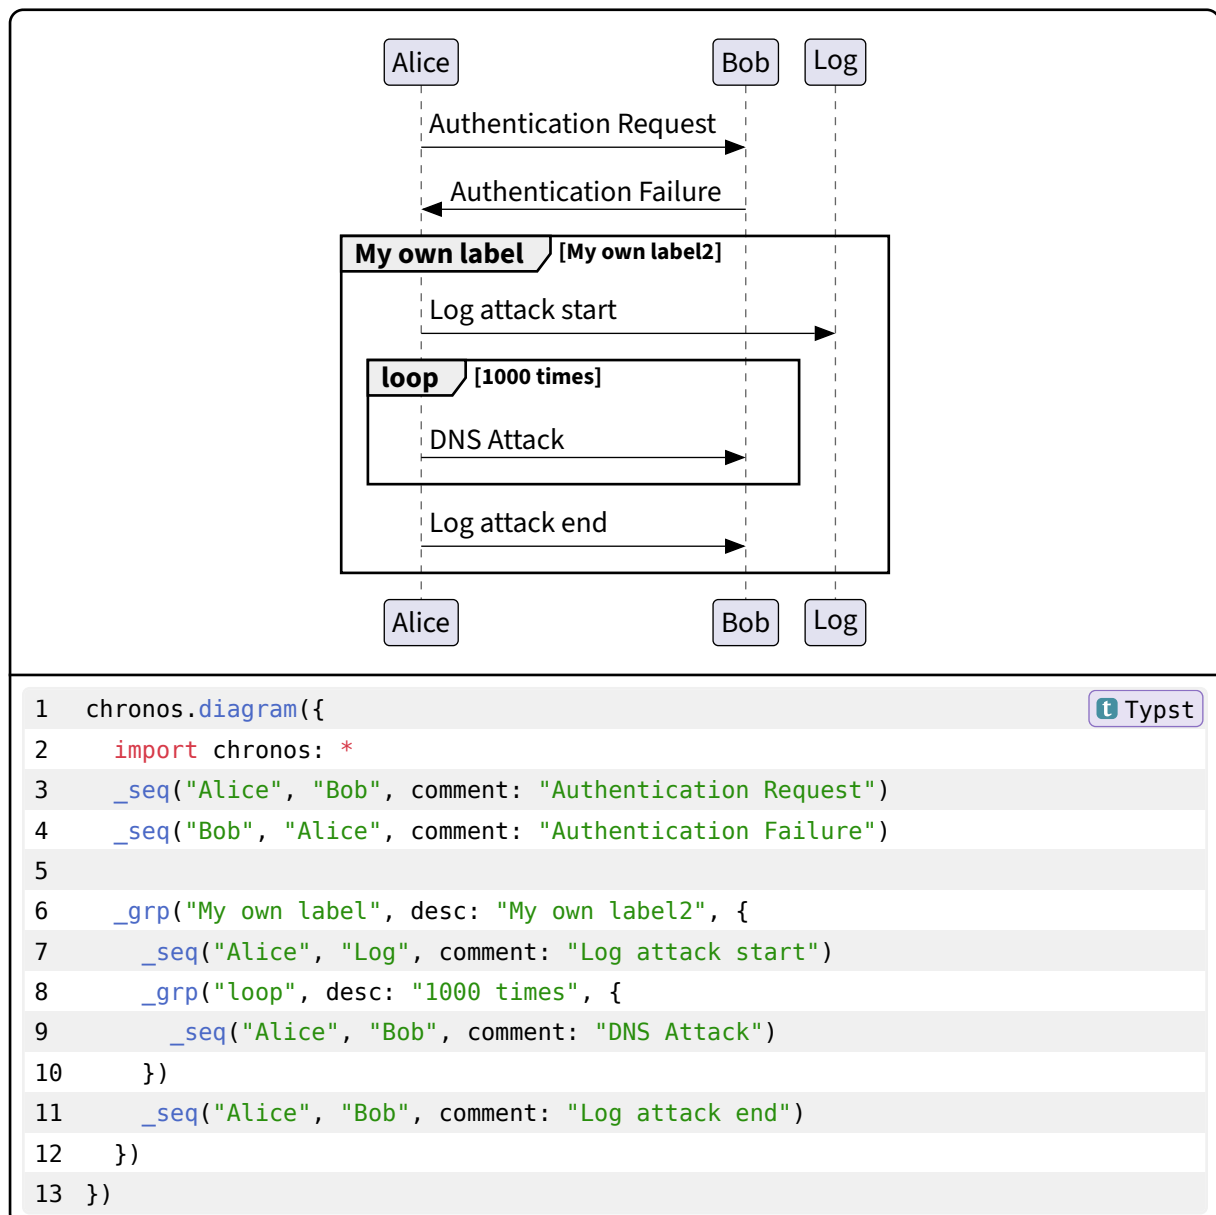 Alice Bob Log
Authentication Request
Authentication Failure
My own label [My own label2]
Log attack start
loop [1000 times]
DNS Attack
Log attack end
Alice Bob Log
1 chronos.diagram({
t Typst
2   import chronos: *
3   _seq("Alice", "Bob", comment: "Authentication Request")
4   _seq("Bob", "Alice", comment: "Authentication Failure")
5
6   _grp("My own label", desc: "My own label2", {
7     _seq("Alice", "Log", comment: "Log attack start")
8     _grp("loop", desc: "1000 times", {
9       _seq("Alice", "Bob", comment: "DNS Attack")
10     })
11     _seq("Alice", "Bob", comment: "Log attack end")
12   })
13 })